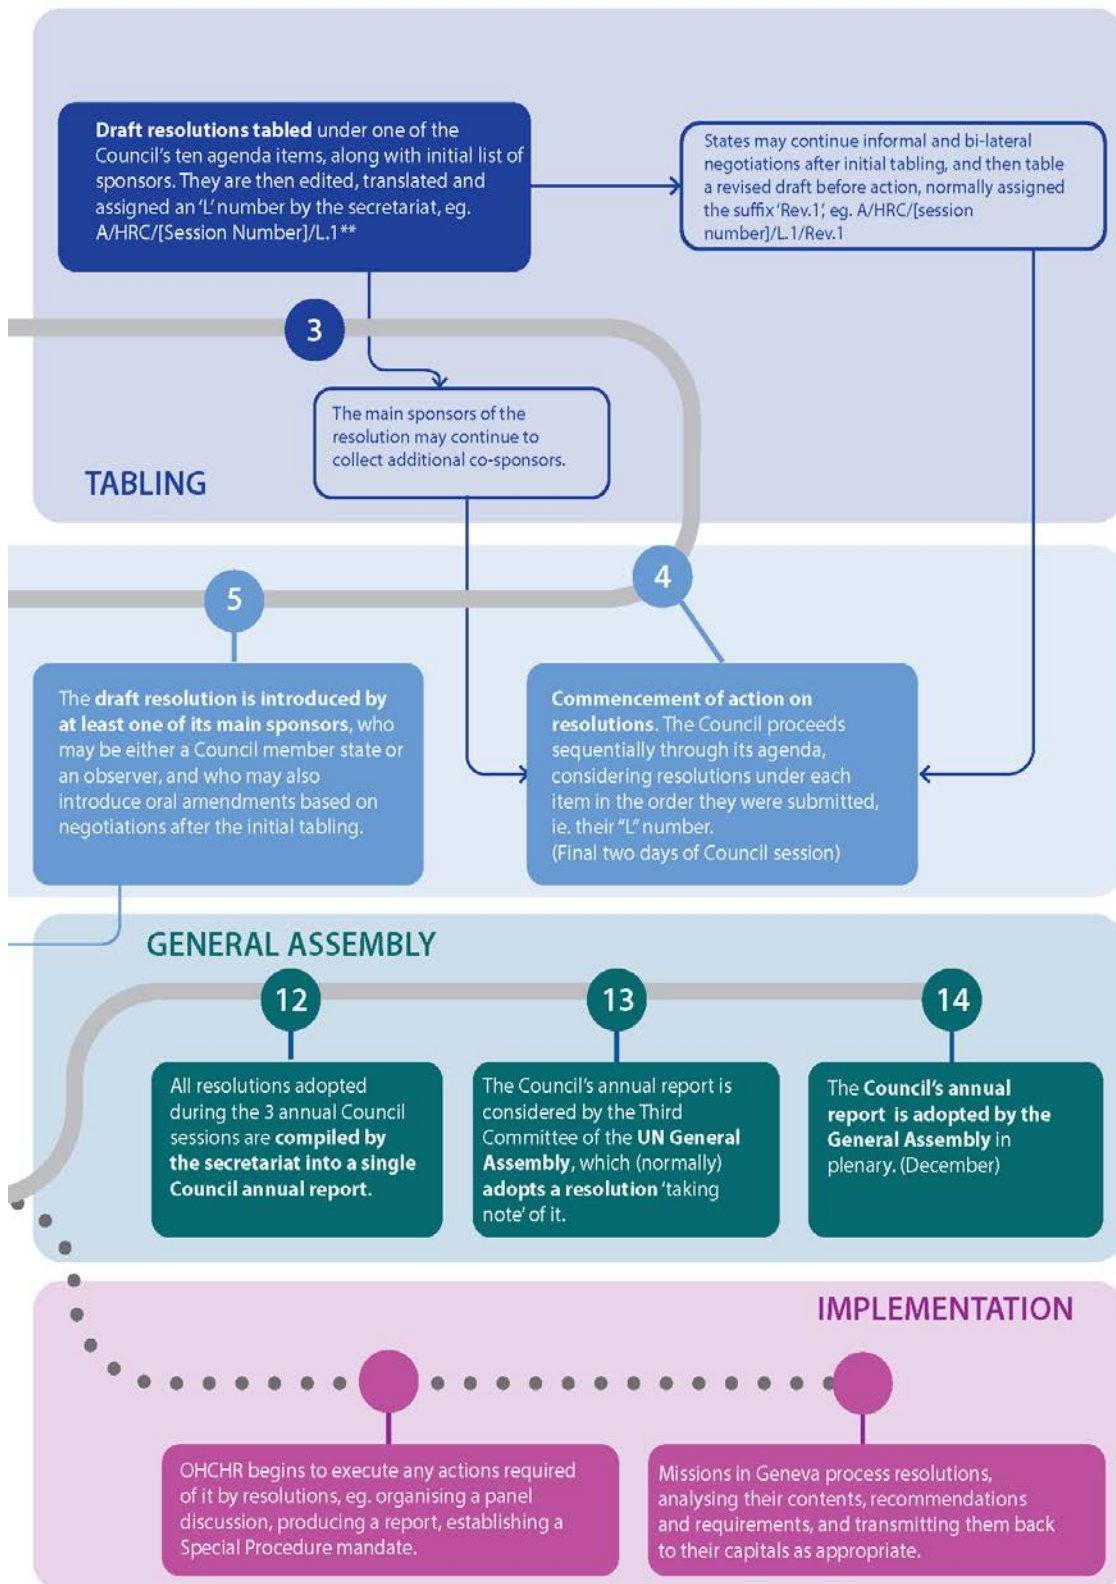 Draft resolutions tabled under one of the
Council's ten agenda items, along with initial list of
sponsors. They are then edited, translated and
assigned an 'L' number by the secretariat, eg.
A/HRC/[Session Number]/L.1**
States may continue informal and bi-lateral
negotiations after initial tabling, and then table
a revised draft before action, normally assigned
the suffix 'Rev.1', eg. A/HRC/[session
number]/L.1/Rev.1
3
The main sponsors of the
resolution may continue to
collect additional co-sponsors.
TABLING
4
5
The draft resolution is introduced by
at least one of its main sponsors, who
may be either a Council member state or
an observer, and who may also
introduce oral amendments based on
negotiations after the initial tabling.
Commencement of action on
resolutions. The Council proceeds
sequentially through its agenda,
considering resolutions under each
item in the order they were submitted,
ie. their "L" number.
(Final two days of Council session)
GENERAL ASSEMBLY
12
13
14
All resolutions adopted
during the 3 annual Council
sessions are compiled by
the secretariat into a single
Council annual report.
The Council's annual report is
considered by the Third
Committee of the UN General
Assembly, which (normally)
adopts a resolution 'taking
note' of it.
The Council's annual
report is adopted by the
General Assembly in
plenary. (December)
IMPLEMENTATION
OHCHR begins to execute any actions required
of it by resolutions, eg. organising a panel
discussion, producing a report, establishing a
Special Procedure mandate.
Missions in Geneva process resolutions,
analysing their contents, recommendations
and requirements, and transmitting them back
to their capitals as appropriate.